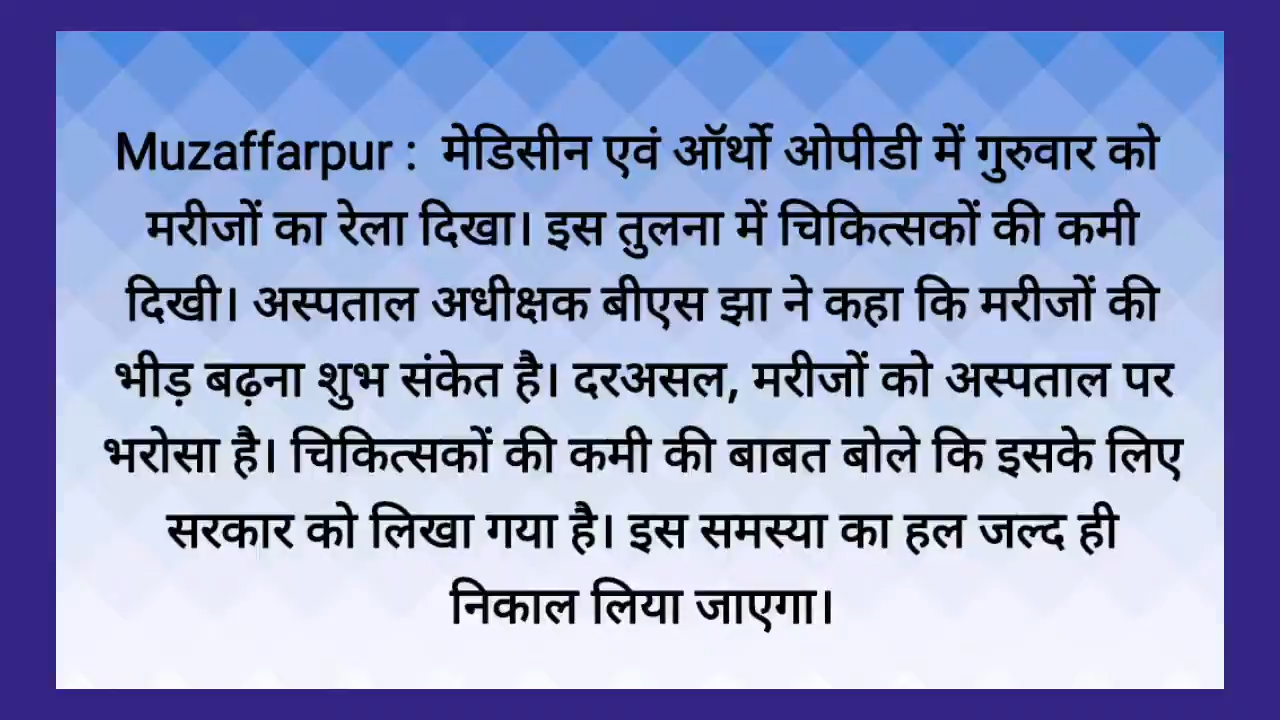 Muzaffarpur : मेडिसीन एवं ऑर्थो ओपीडी में गुरुवार को
मरीजों का रेला दिखा। इस तुलना में चिकित्सकों की कमी
दिखी। अस्पताल अधीक्षक बीएस झा ने कहा कि मरीजों की
भीड़ बढ़ना शुभ संकेत है। दरअसल, मरीजों को अस्पताल पर
भरोसा है। चिकित्सकों की कमी की बाबत बोले कि इसके लिए
सरकार को लिखा गया है। इस समस्या का हल जल्द ही
निकाल लिया जाएगा।